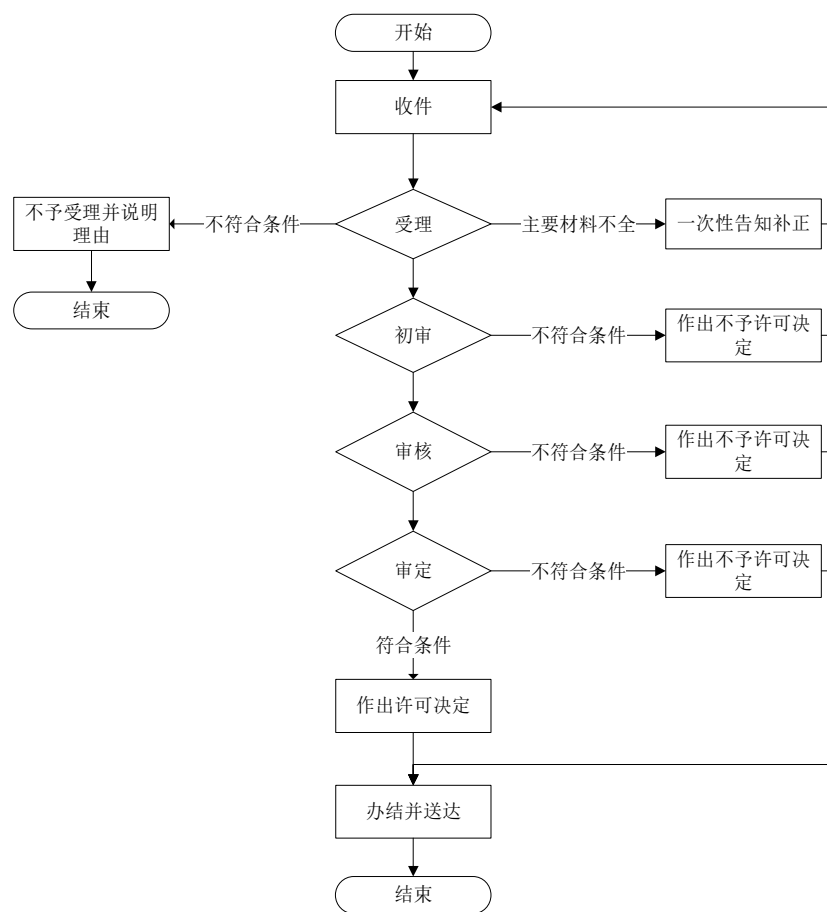 开始
收件
不予受理并说明
理由
不符合条件
受理
主要材料不全
一次性告知补正
结束
初审
不符合条件
作出不予许可决
定
审核
不符合条件
作出不予许可决
定
审定
不符合条件
作出不予许可决
定
符合条件
作出许可决定
办结并送达
结束